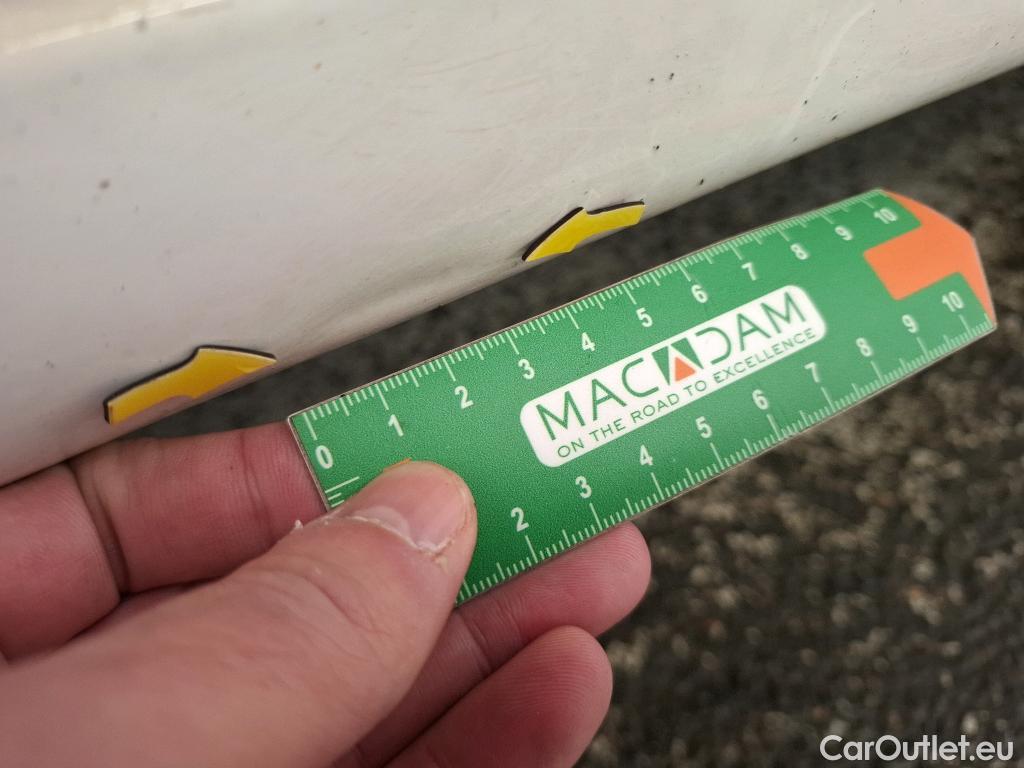 0 1 2 3 4 5 6 7 8 9 10
MACADAM
ON THE ROAD TO EXCELLENCE
2 3 4 5 6 7 8 9 10
CarOutlet.eu